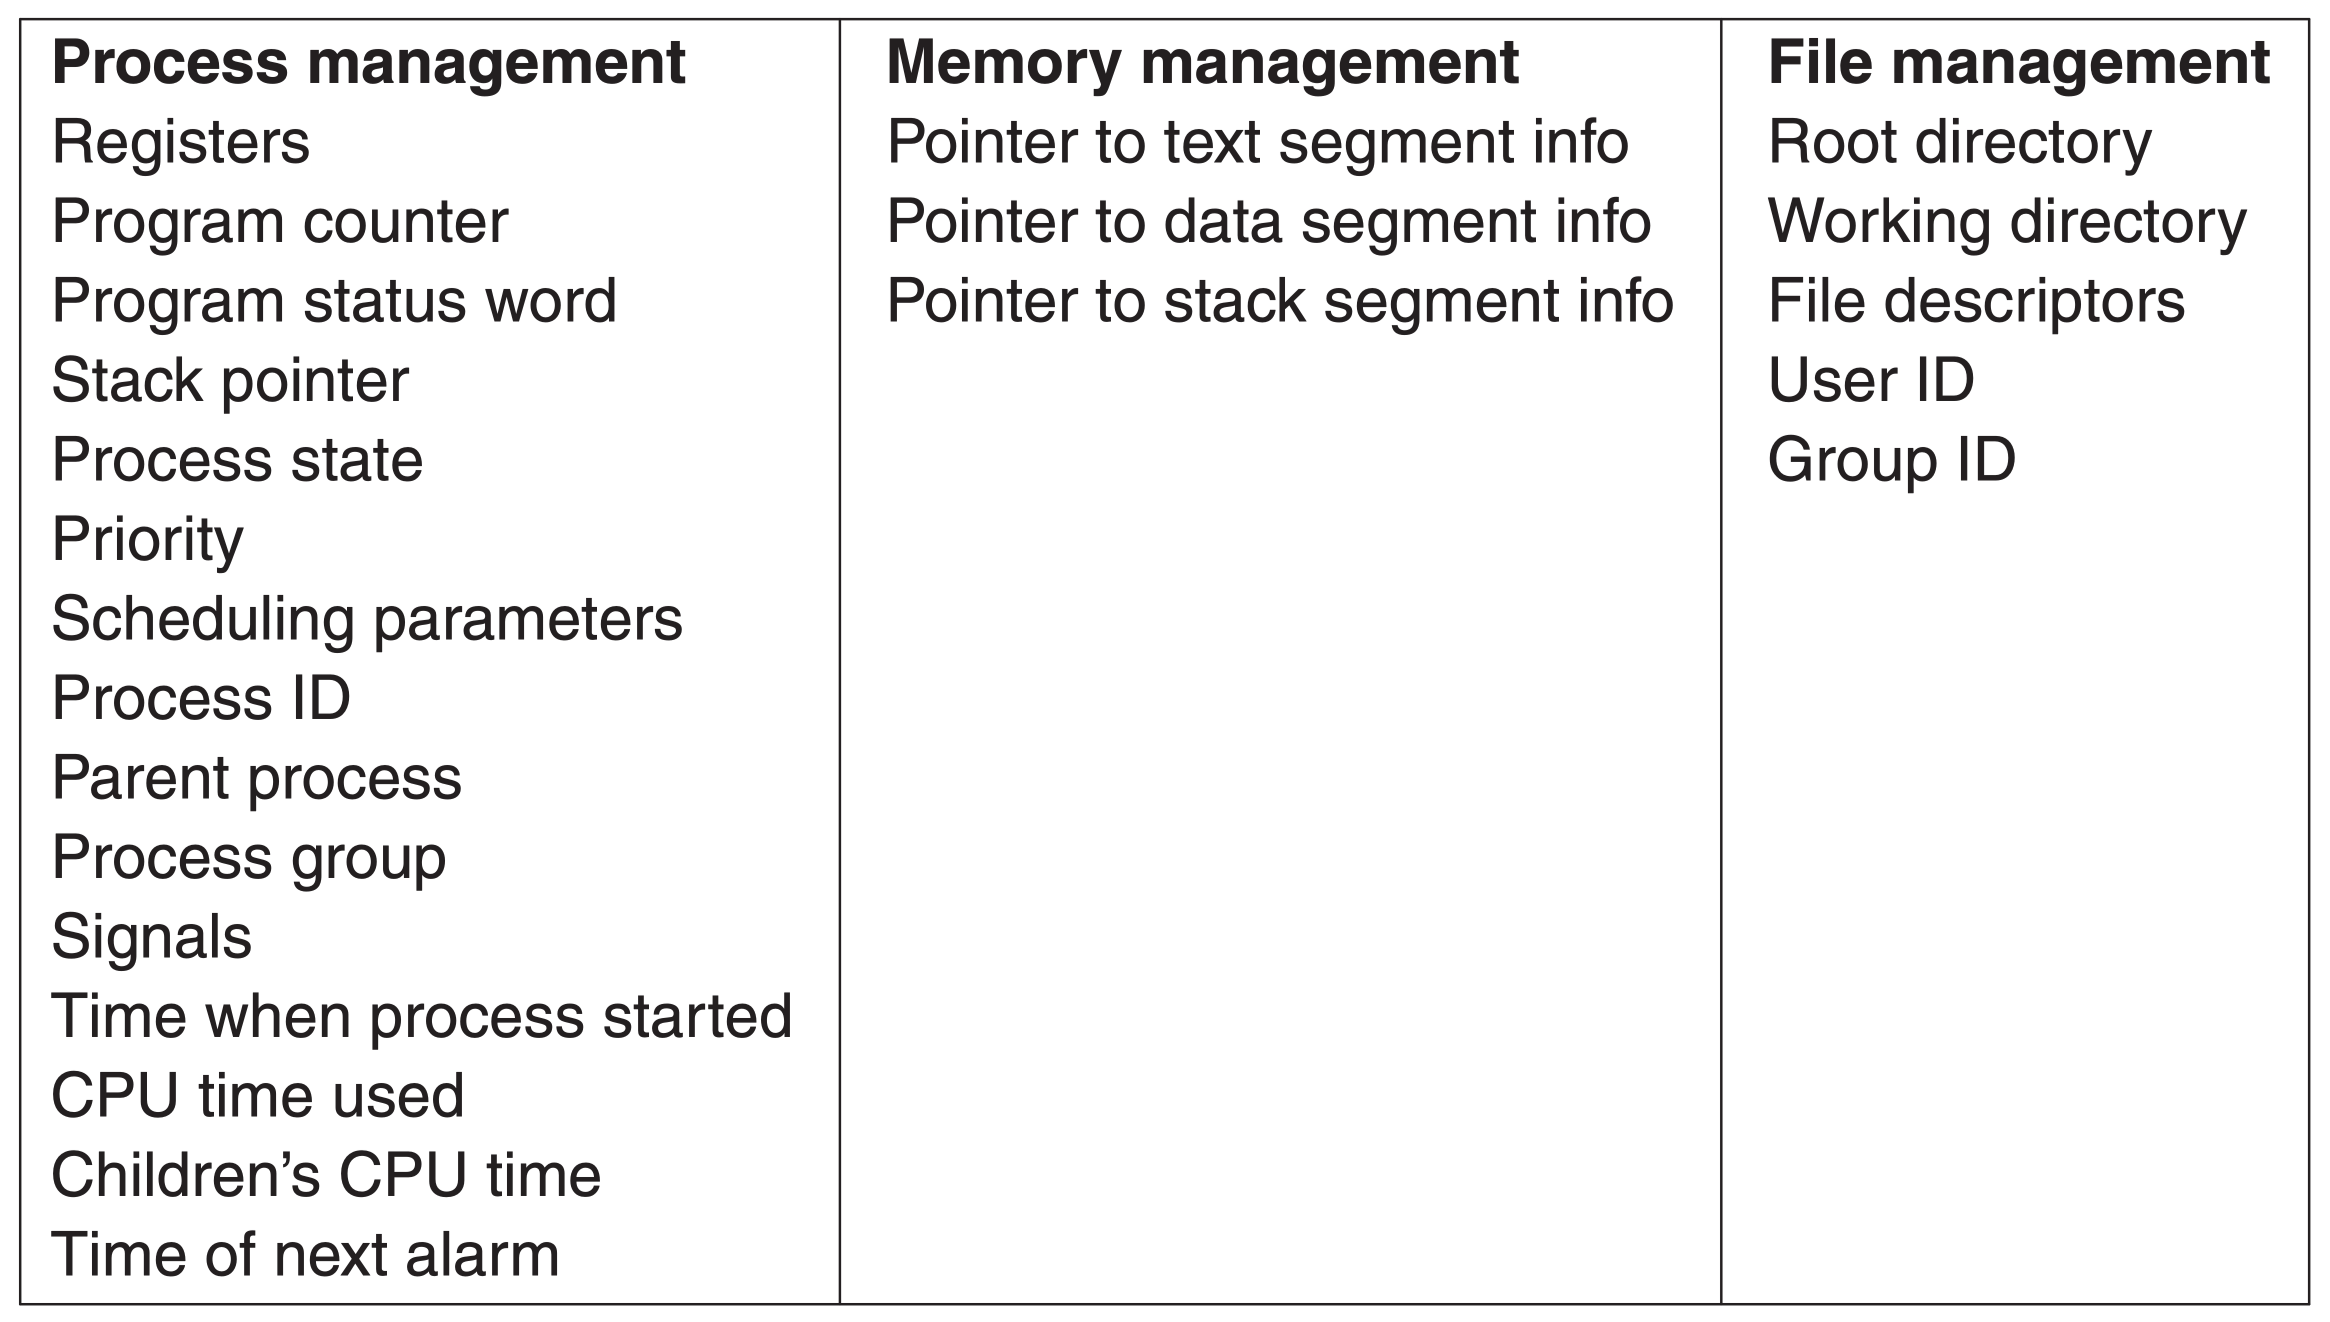 Process management
Registers
Program counter
Program status word
Stack pointer
Process state
Priority
Scheduling parameters
Process ID
Parent process
Process group
Signals
Time when process started
CPU time used
Children’s CPU time
Time of next alarm
Memory management
Pointer to text segment info
Pointer to data segment info
Pointer to stack segment info
File management
Root directory
Working directory
File descriptors
User ID
Group ID